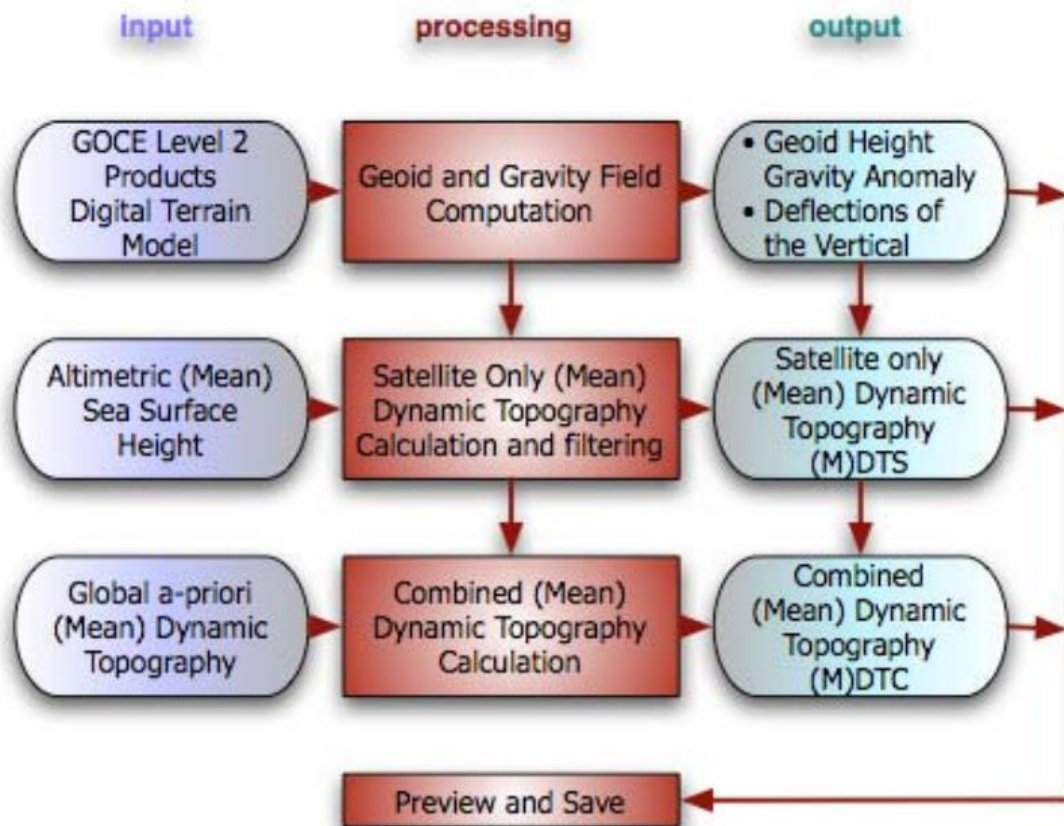 input
processing
output
GOCE Level 2
Products
Digital Terrain
Model
Geoid and Gravity Field
Computation
• Geoid Height
Gravity Anomaly
• Deflections of
the Vertical
Altimetric (Mean)
Sea Surface
Height
Satellite Only (Mean)
Dynamic Topography
Calculation and filtering
Satellite only
(Mean) Dynamic
Topography
(M)DTS
Global a-priori
(Mean) Dynamic
Topography
Combined (Mean)
Dynamic Topography
Calculation
Combined
(Mean) Dynamic
Topography
(M)DTC
Preview and Save